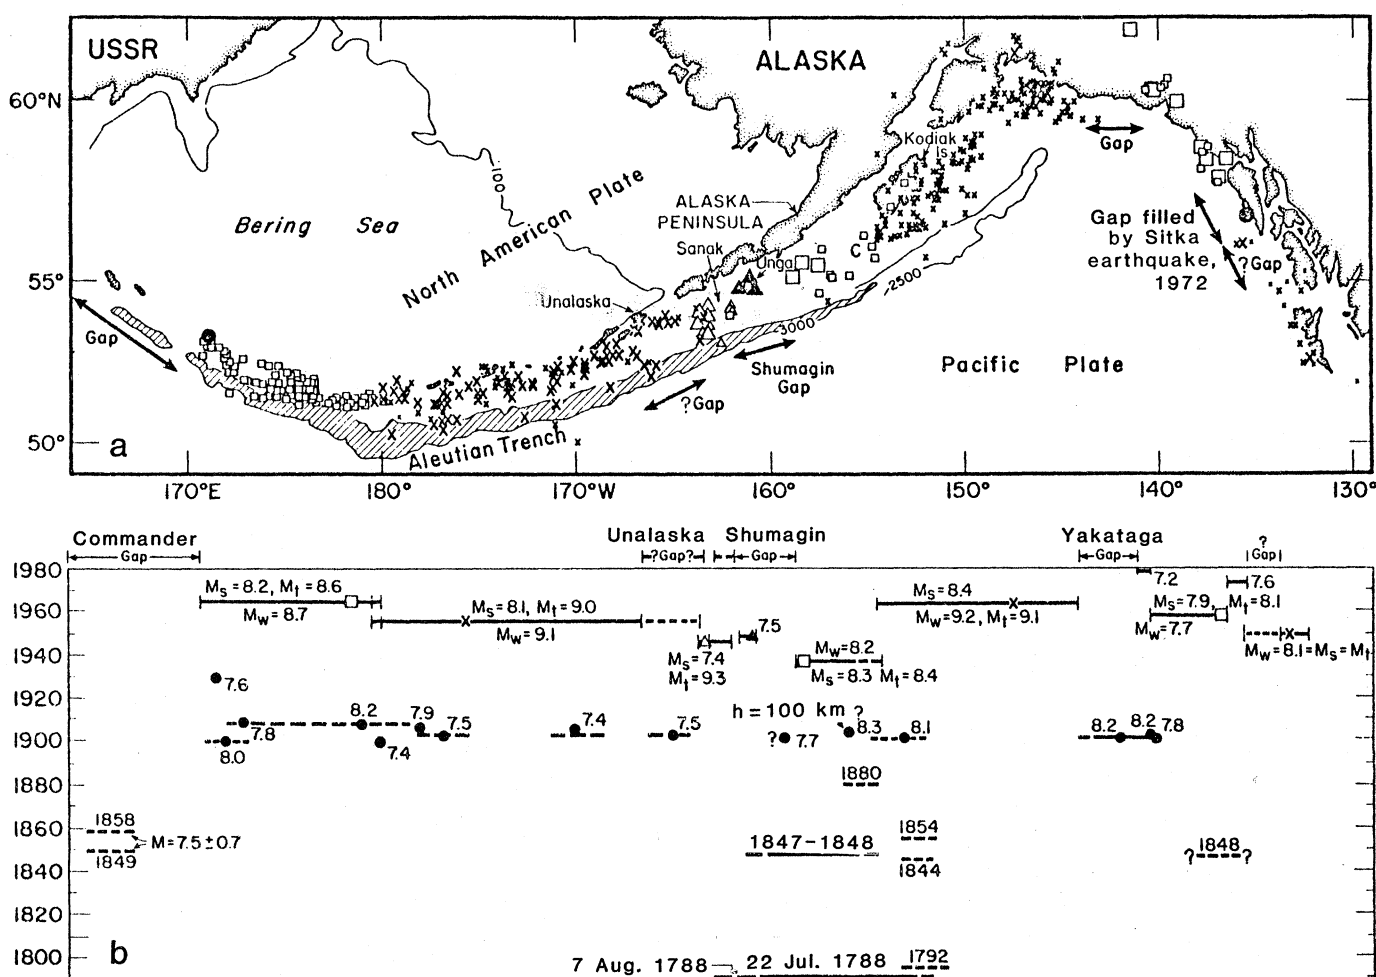 USSR
ALASKA
60°N
55°
50°
Bering Sea
North American Plate
100
ALASKA
PENINSULA
Sanak
Unga
Unalaska
Kodiak
Is
C
Gap
Gap
Gap filled
by Sitka
earthquake,
1972
?Gap
2500
3000
Shumagin
Gap
?Gap
Pacific Plate
Aleutian Trench
a
170°E
180°
170°W
160°
150°
140°
130°
Commander
Gap
Unalaska
?Gap?
Shumagin
Gap
Yakataga
Gap
?
Gap
1980
1960
1940
1920
1900
1880
1860
1840
1820
1800
Ms=8.2, Mt=8.6
Mw=8.7
Ms=8.1, Mt=9.0
Mw=9.1
Ms=7.4
Mt=9.3
7.5
Mw=8.2
Ms=8.3 Mt=8.4
Ms=8.4
Mw=9.2, Mt=9.1
7.2
Ms=7.9,
Mw=7.7
7.6
Mt=8.1
Mw=8.1=Ms=Mt
7.6
7.8
8.0
8.2
7.4
7.9
7.5
7.4
7.5
h=100 km ?
? 7.7
8.3
8.1
8.2
8.2
7.8
1880
1858
M=7.5±0.7
1849
1847-1848
1854
1844
?1848?
b
7 Aug. 1788
22 Jul. 1788
1792